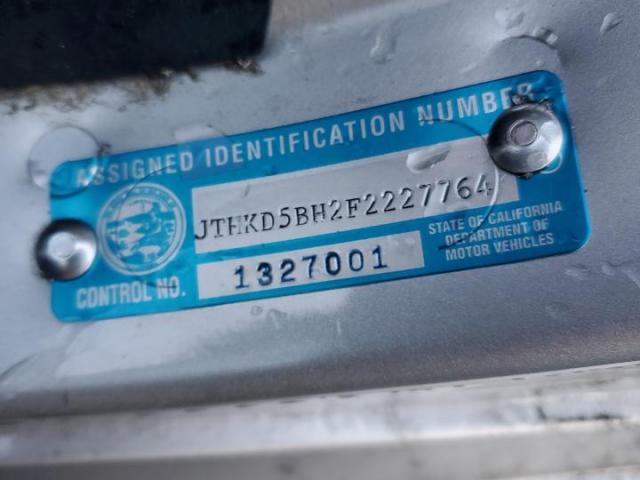 ASSIGNED IDENTIFICATION NUMBER
JTHKD5BH2F2227764
CONTROL NO. 1327001
STATE OF CALIFORNIA
DEPARTMENT OF
MOTOR VEHICLES